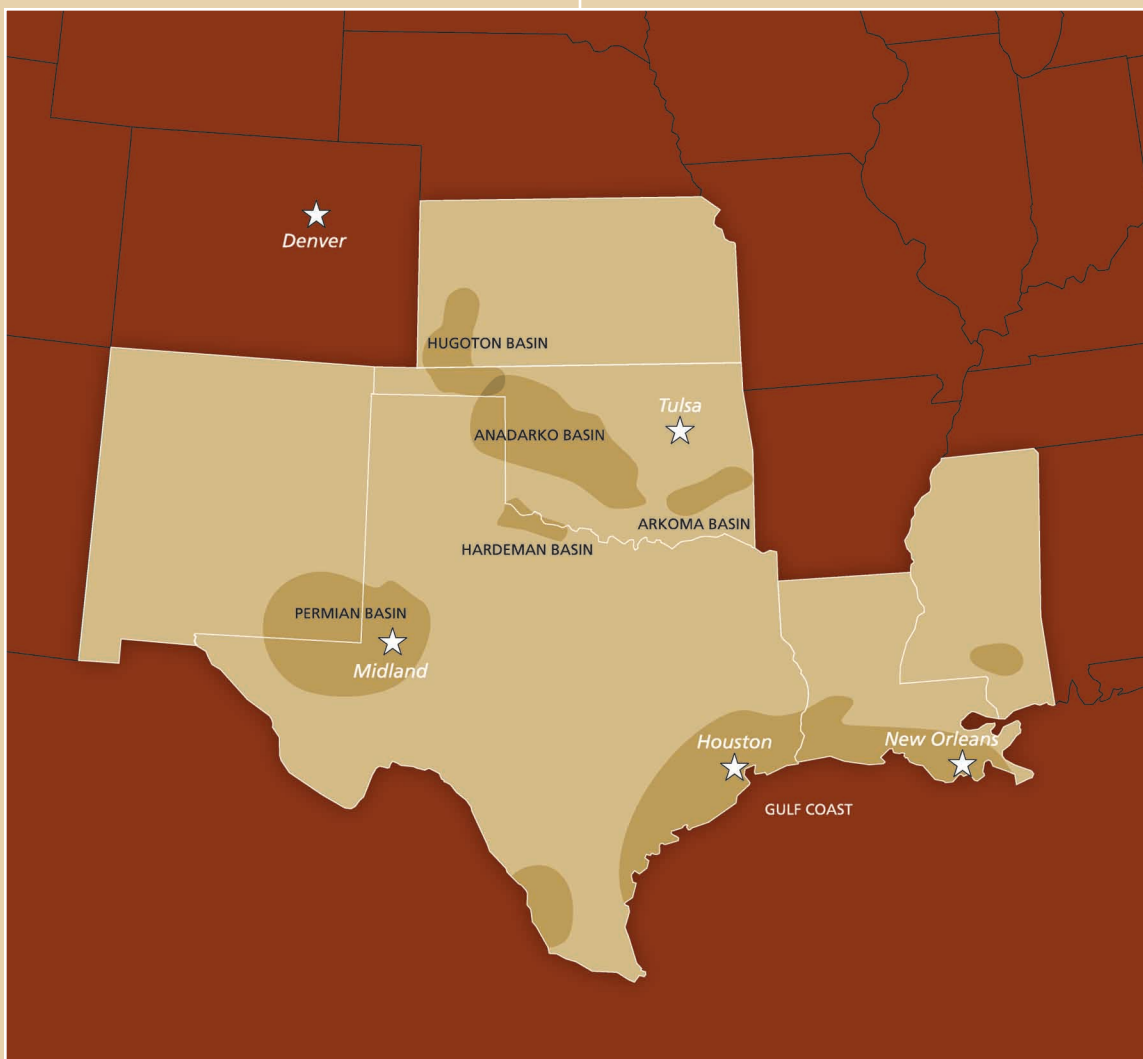 Denver
HUGOTON BASIN
Tulsa
ANADARKO BASIN
ARKOMA BASIN
HARDEMAN BASIN
PERMIAN BASIN
Midland
Houston
New Orleans
GULF COAST